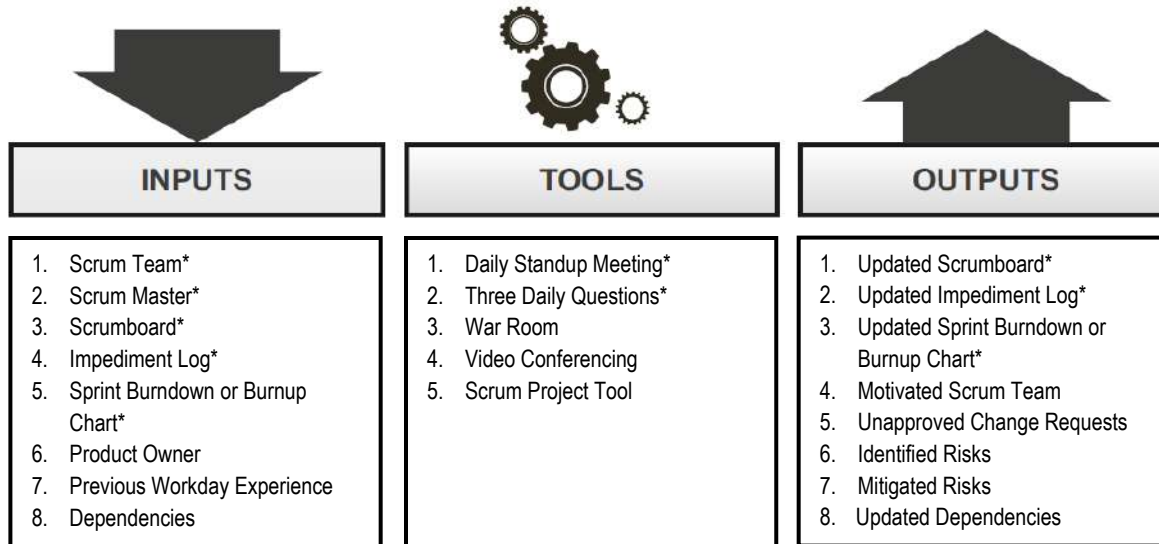 INPUTS
1. Scrum Team*
2. Scrum Master*
3. Scrumboard*
4. Impediment Log*
5. Sprint Burndown or Burnup
Chart*
6. Product Owner
7. Previous Workday Experience
8. Dependencies
TOOLS
1. Daily Standup Meeting*
2. Three Daily Questions*
3. War Room
4. Video Conferencing
5. Scrum Project Tool
OUTPUTS
1. Updated Scrumboard*
2. Updated Impediment Log*
3. Updated Sprint Burndown or
Burnup Chart*
4. Motivated Scrum Team
5. Unapproved Change Requests
6. Identified Risks
7. Mitigated Risks
8. Updated Dependencies